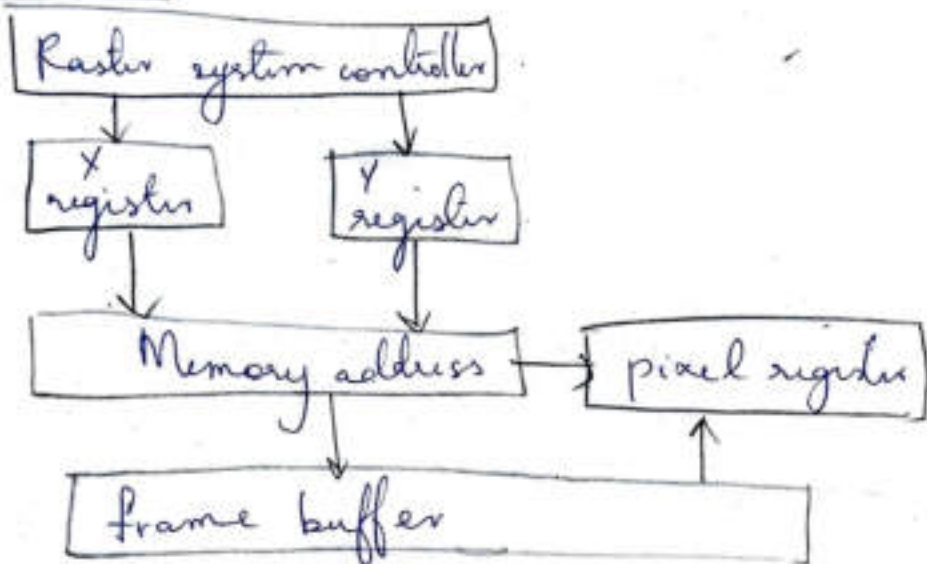 Raster system controller
X
register
Y
register
Memory address
pixel register
frame buffer